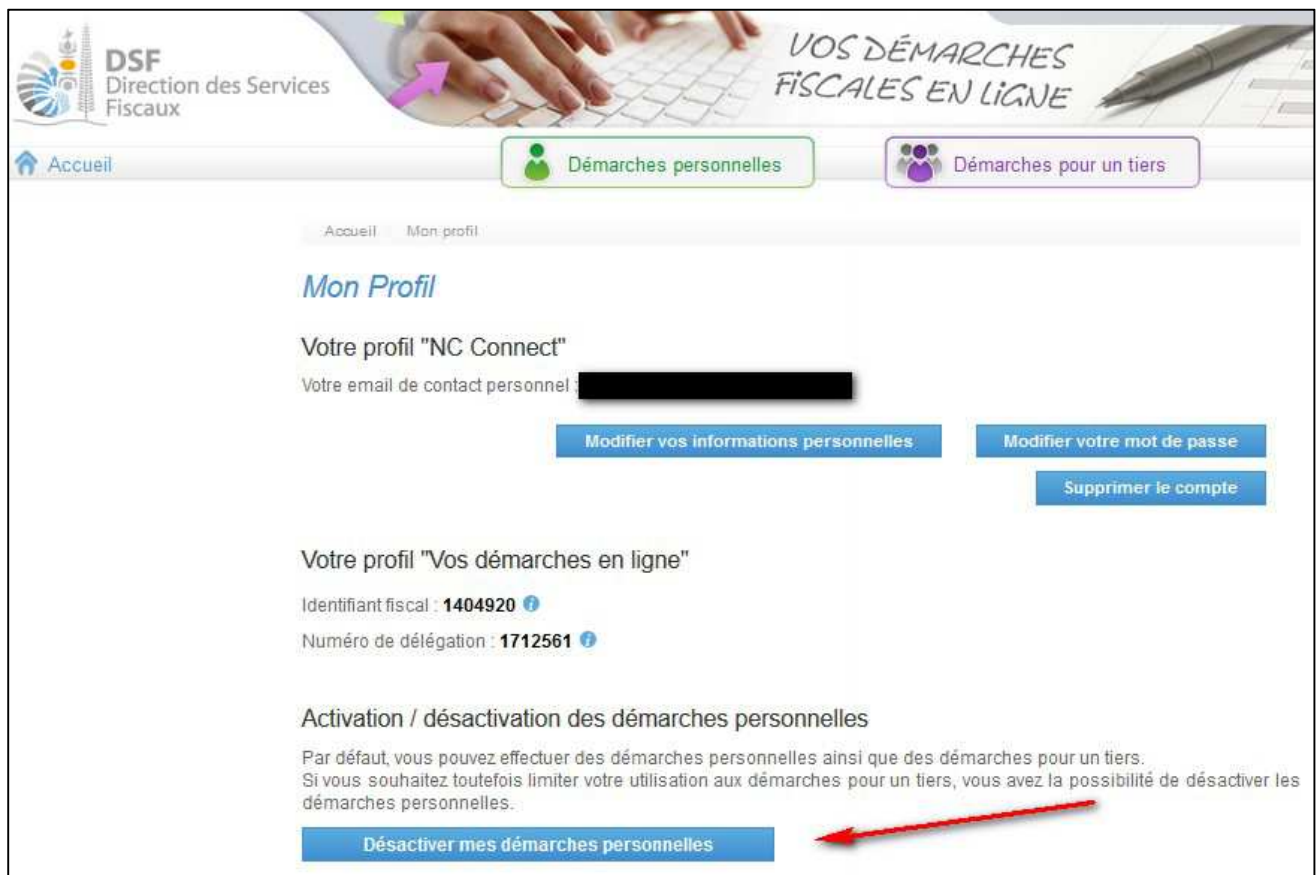 DSF
Direction des Services
Fiscaux
VOS DÉMARCHES
FISCALES EN LIGNE
Accueil
Démarches personnelles
Démarches pour un tiers
Accueil Mon profil
Mon Profil
Votre profil "NC Connect"
Votre email de contact personnel :
Modifier vos informations personnelles
Modifier votre mot de passe
Supprimer le compte
Votre profil "Vos démarches en ligne"
Identifiant fiscal : 1404920 i
Numéro de délégation : 1712561 i
Activation / désactivation des démarches personnelles
Par défaut, vous pouvez effectuer des démarches personnelles ainsi que des démarches pour un tiers.
Si vous souhaitez toutefois limiter votre utilisation aux démarches pour un tiers, vous avez la possibilité de désactiver les
démarches personnelles.
Désactiver mes démarches personnelles